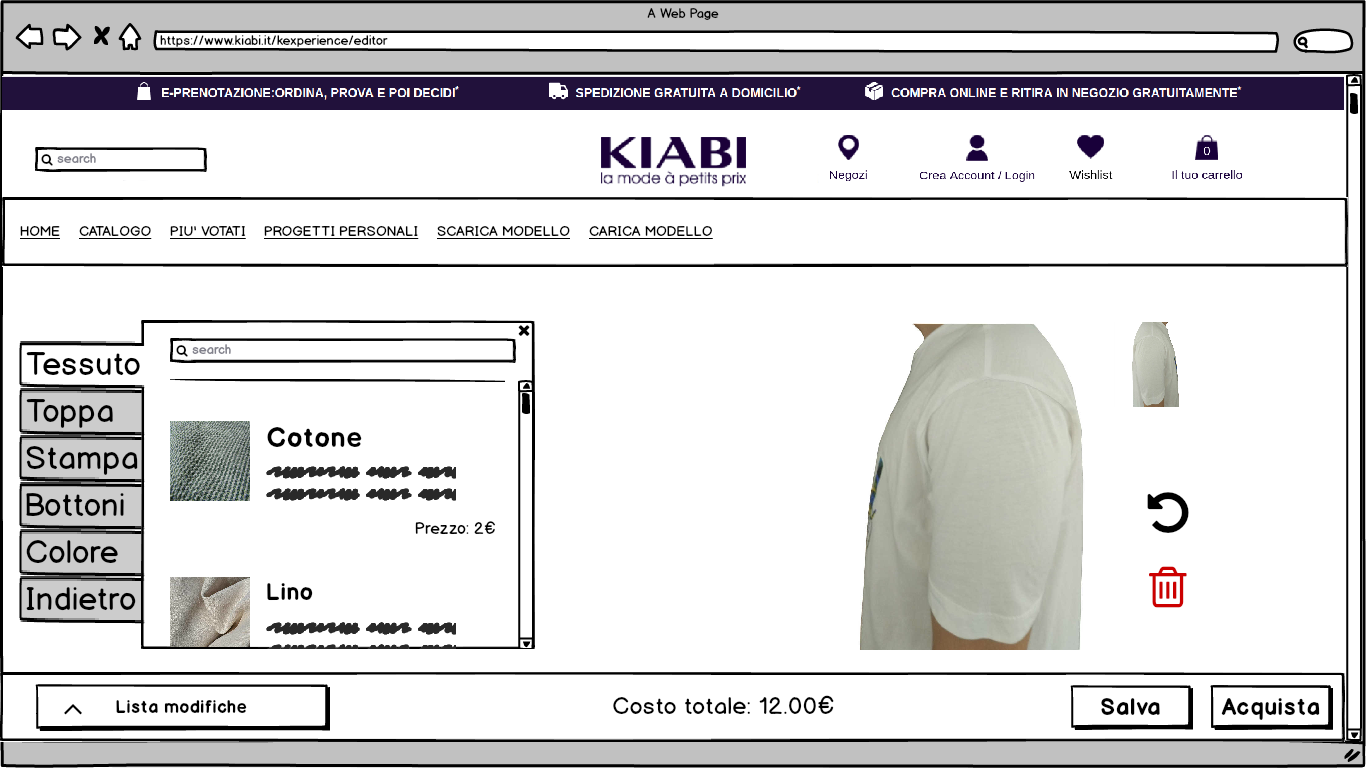 A Web Page
https://www.kiabi.it/kexperience/editor
E-PRENOTAZIONE:ORDINA, PROVA E POI DECIDI*
SPEDIZIONE GRATUITA A DOMICILIO*
COMPRA ONLINE E RITIRA IN NEGOZIO GRATUITAMENTE*
search
KIABI
la mode à petits prix
Negozi
Crea Account / Login
Wishlist
0
Il tuo carrello
HOME
CATALOGO
PIU' VOTATI
PROGETTI PERSONALI
SCARICA MODELLO
CARICA MODELLO
Tessuto
Toppa
Stampa
Bottoni
Colore
Indietro
search
Cotone
Prezzo: 2€
Lino
Lista modifiche
Costo totale: 12.00€
Salva
Acquista